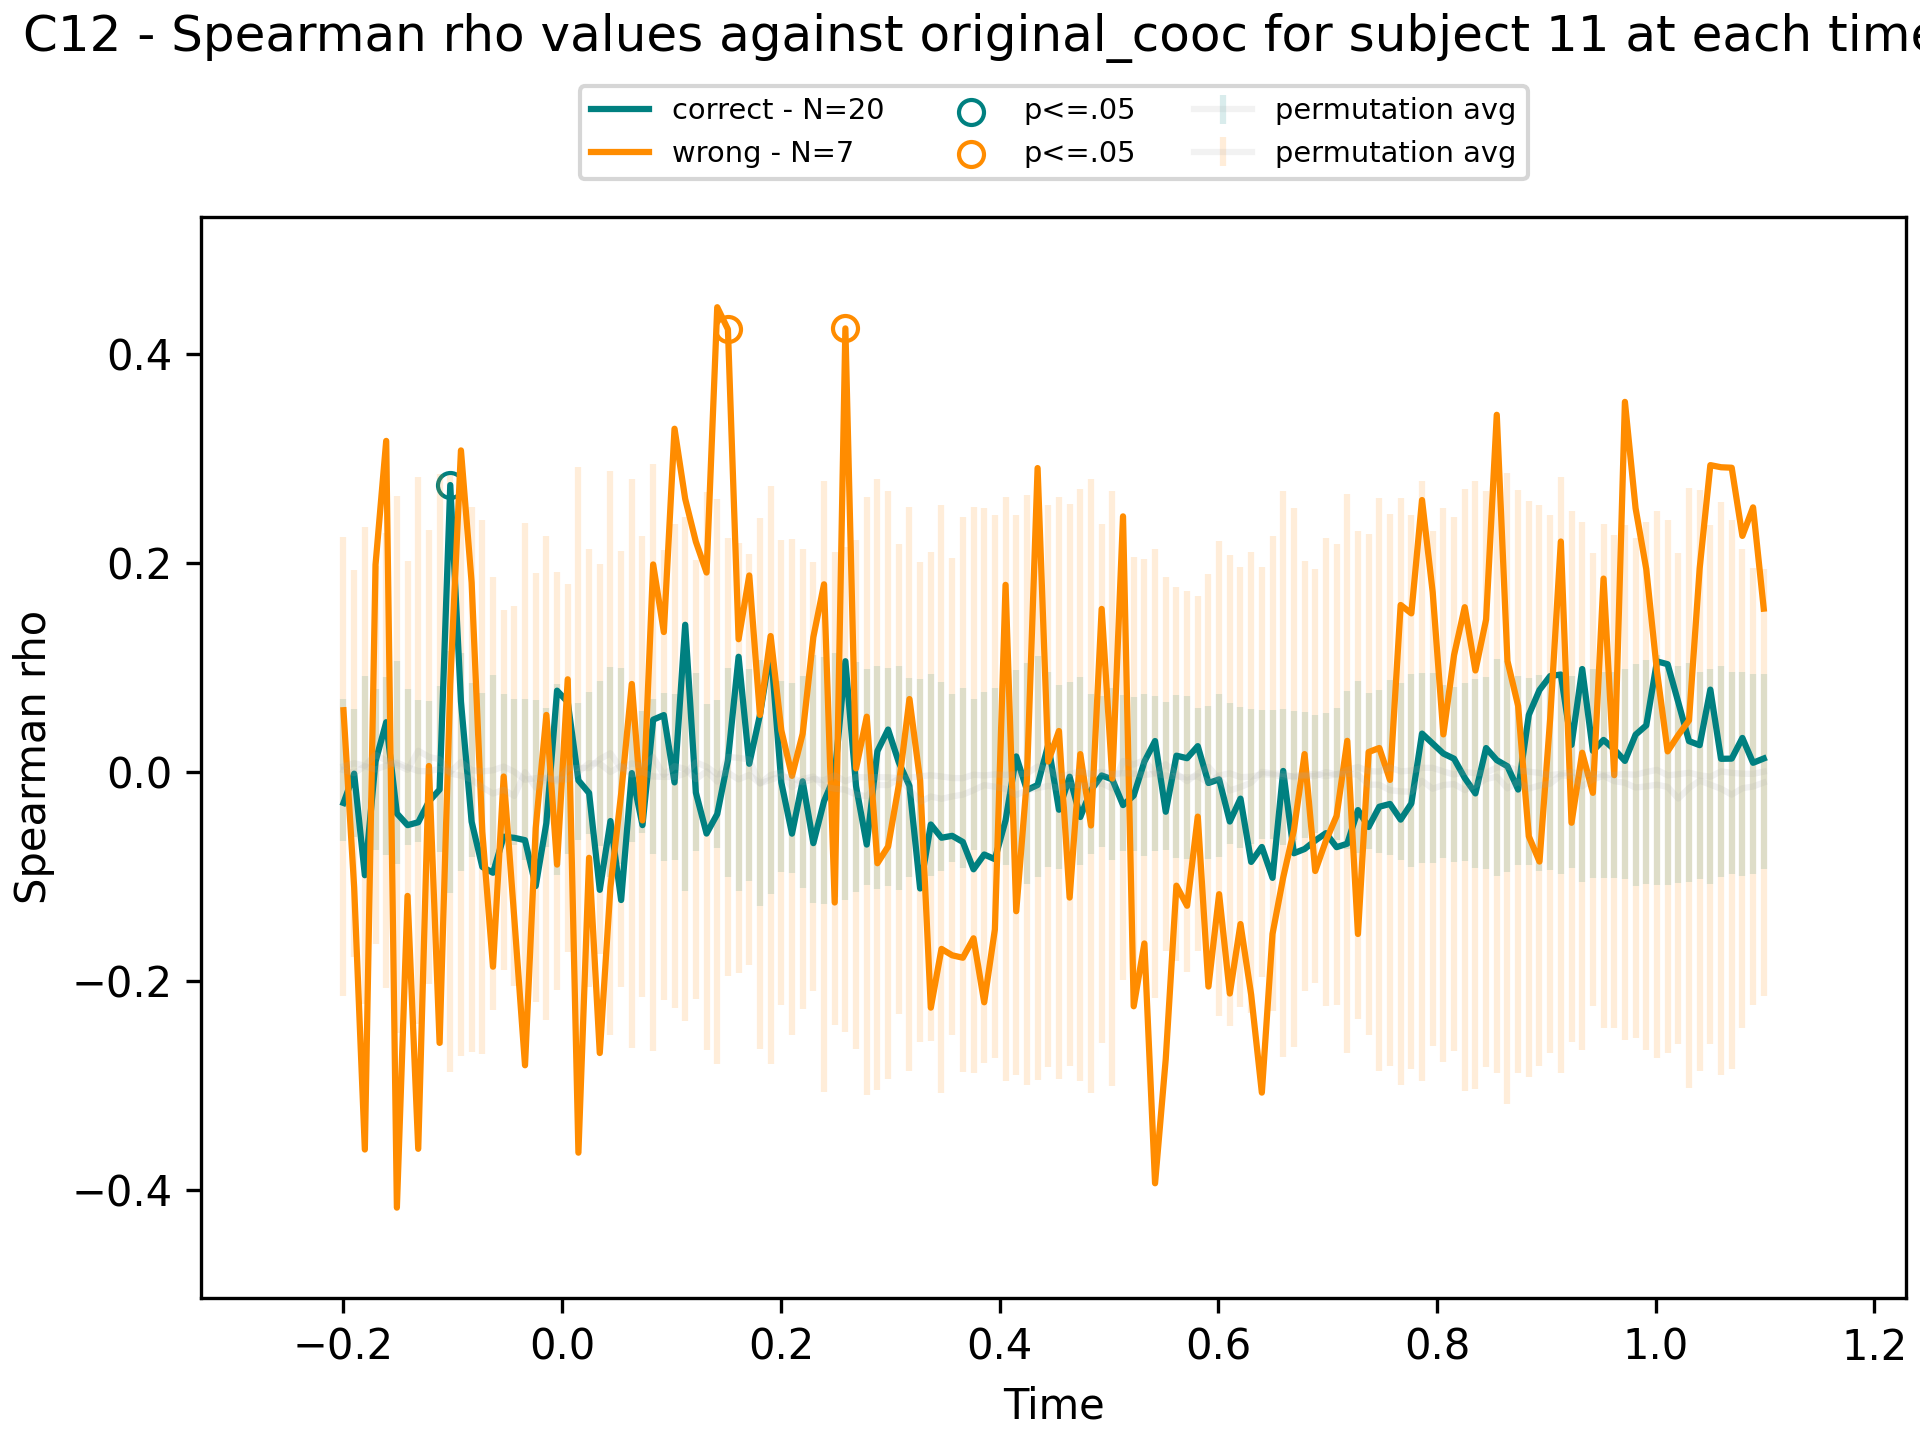 C12 - Spearman rho values against original_cooc for subject 11 at each time
correct - N=20
wrong - N=7
p<=.05
p<=.05
permutation avg
permutation avg
Spearman rho
0.4
0.2
0.0
−0.2
−0.4
−0.2
0.0
0.2
0.4
0.6
0.8
1.0
1.2
Time